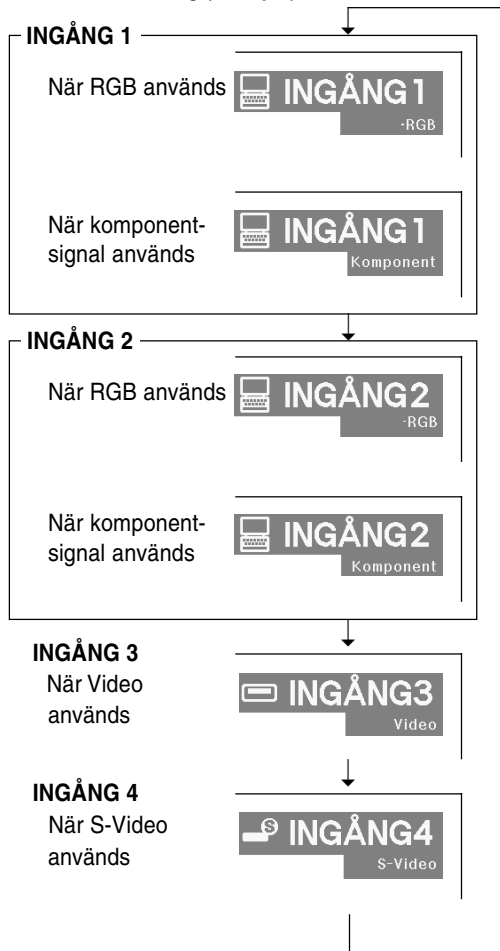 INGÅNG 1
När RGB används
INGÅNG1
·RGB
När komponent-
signal används
INGÅNG1
Komponent
INGÅNG 2
När RGB används
INGÅNG2
·RGB
När komponent-
signal används
INGÅNG2
Komponent
INGÅNG 3
När Video
används
INGÅNG3
Video
INGÅNG 4
När S-Video
används
INGÅNG4
S-Video